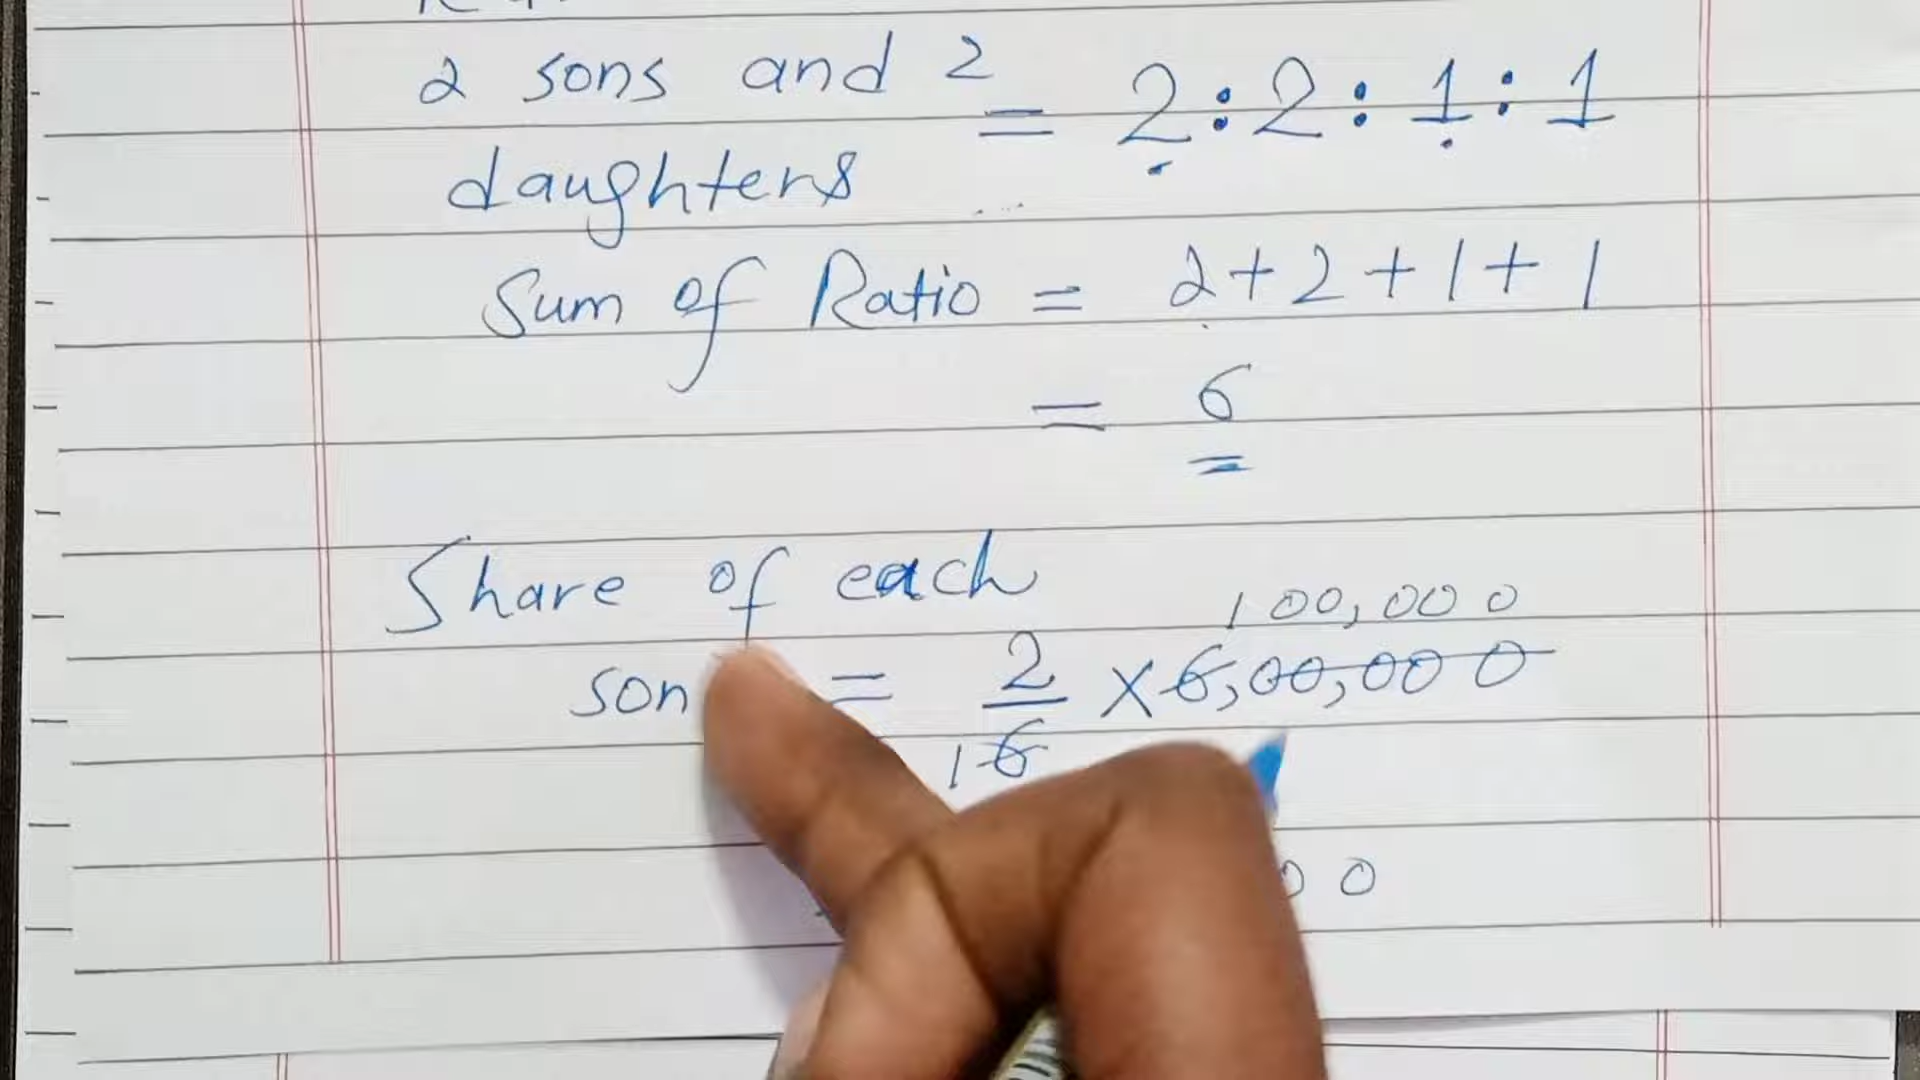 2 sons and 2
= 2:2:1:1
daughters
Sum of Ratio = 2+2+1+1
= 6
Share of each
100,000
son = 2/6 × 6,00,000
1